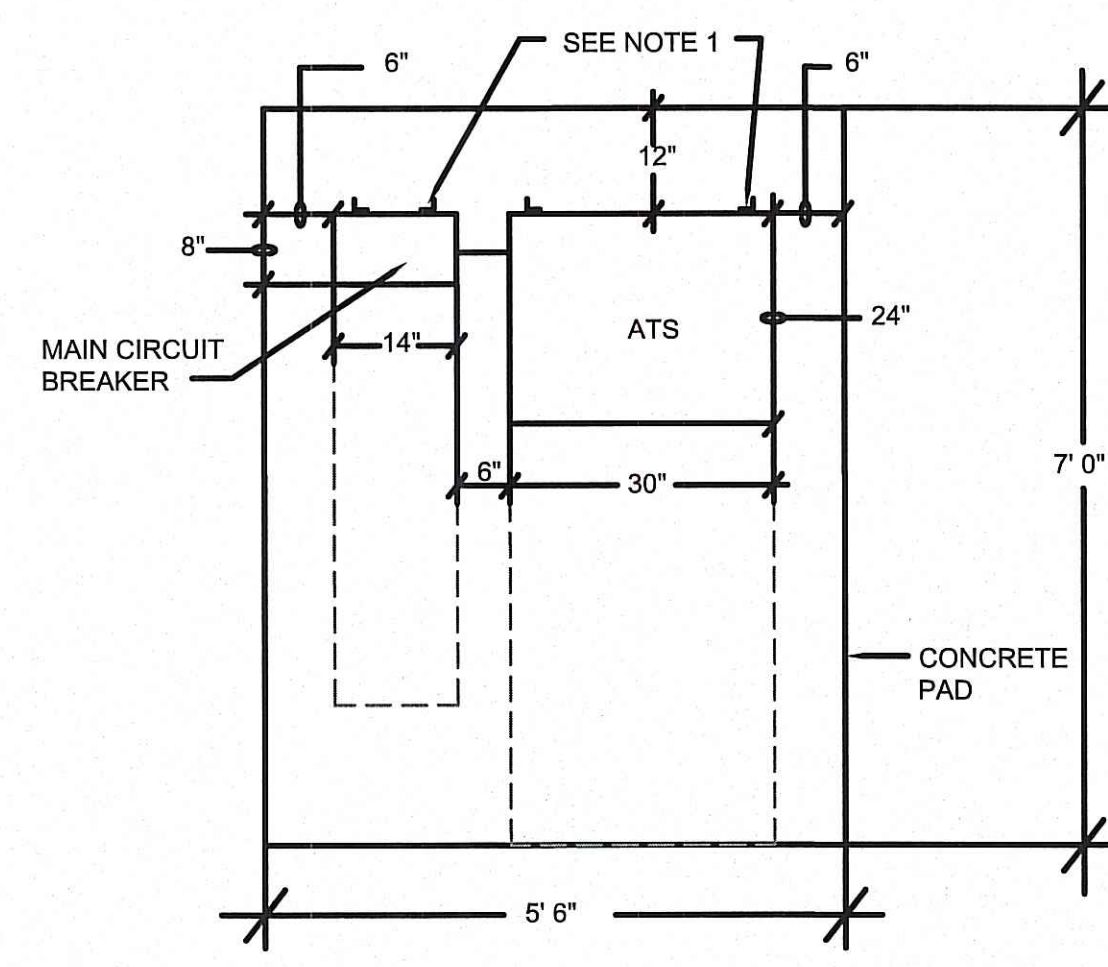 SEE NOTE 1
6"
6"
12"
8"
24"
ATS
14"
MAIN CIRCUIT
BREAKER
7' 0"
6"
30"
CONCRETE
PAD
5' 6"